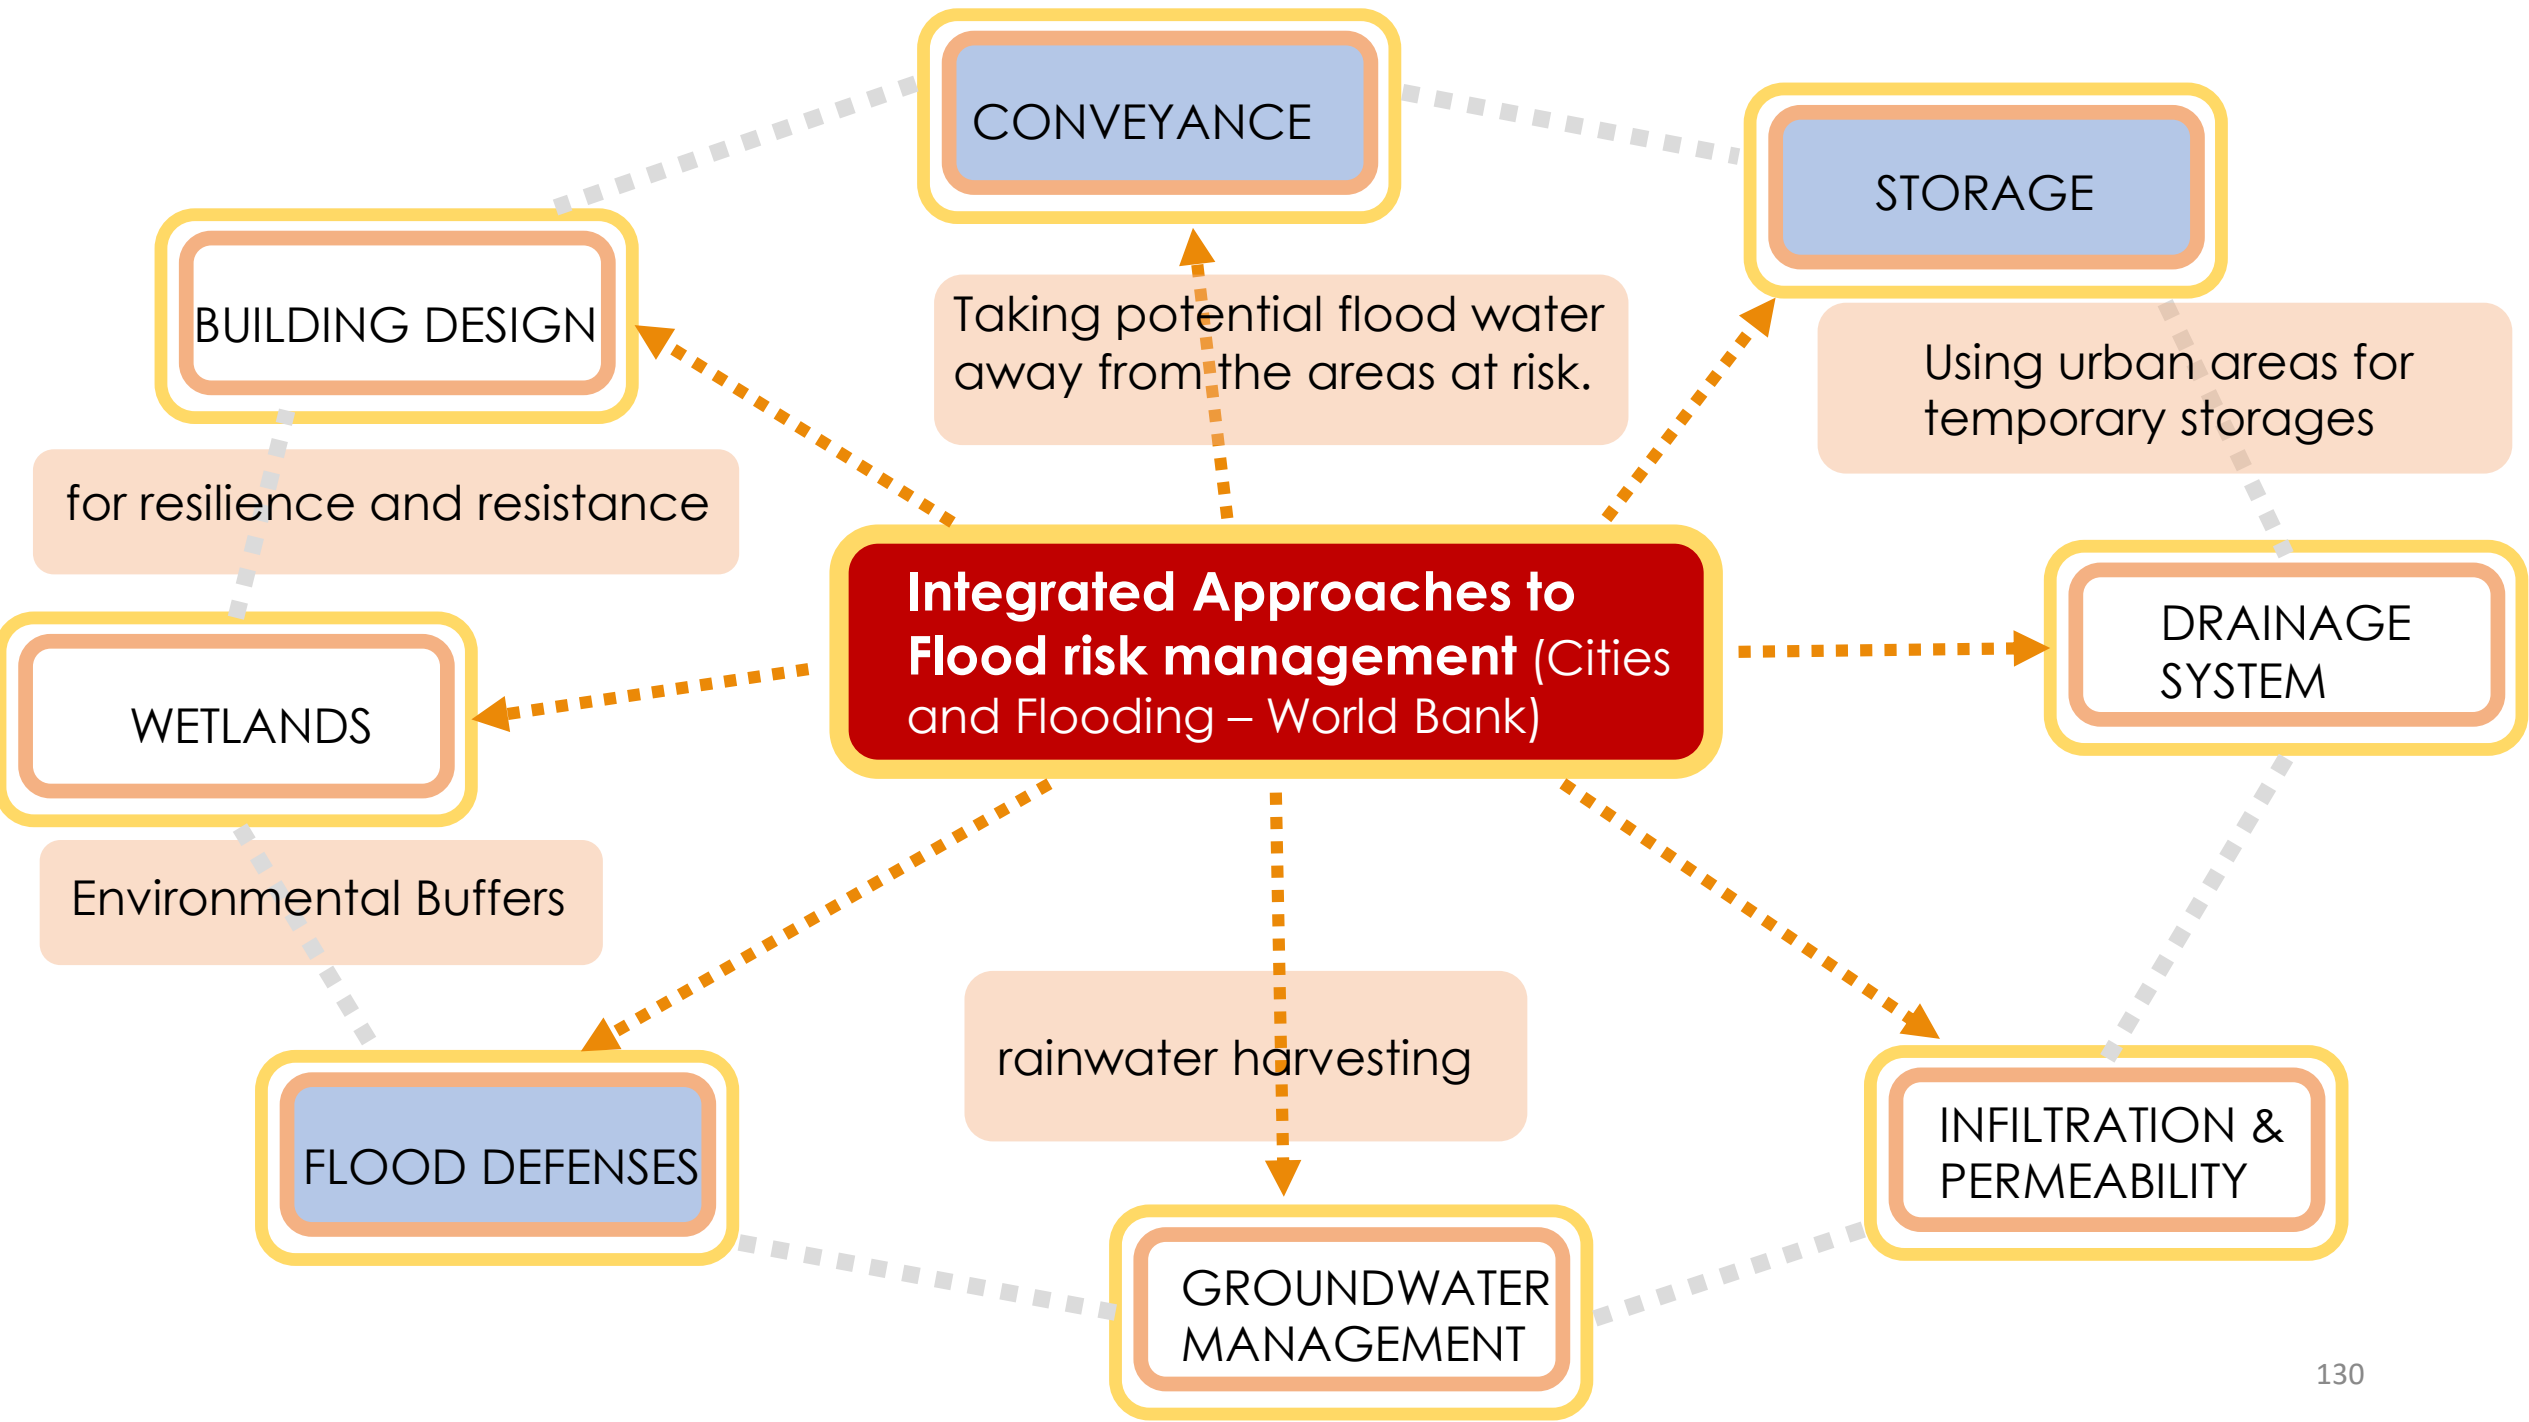 CONVEYANCE
STORAGE
BUILDING DESIGN
Taking potential flood water
away from the areas at risk.
Using urban areas for
temporary storages
for resilience and resistance
Integrated Approaches to
Flood risk management (Cities
and Flooding – World Bank)
DRAINAGE
SYSTEM
WETLANDS
Environmental Buffers
rainwater harvesting
FLOOD DEFENSES
INFILTRATION &
PERMEABILITY
GROUNDWATER
MANAGEMENT
130